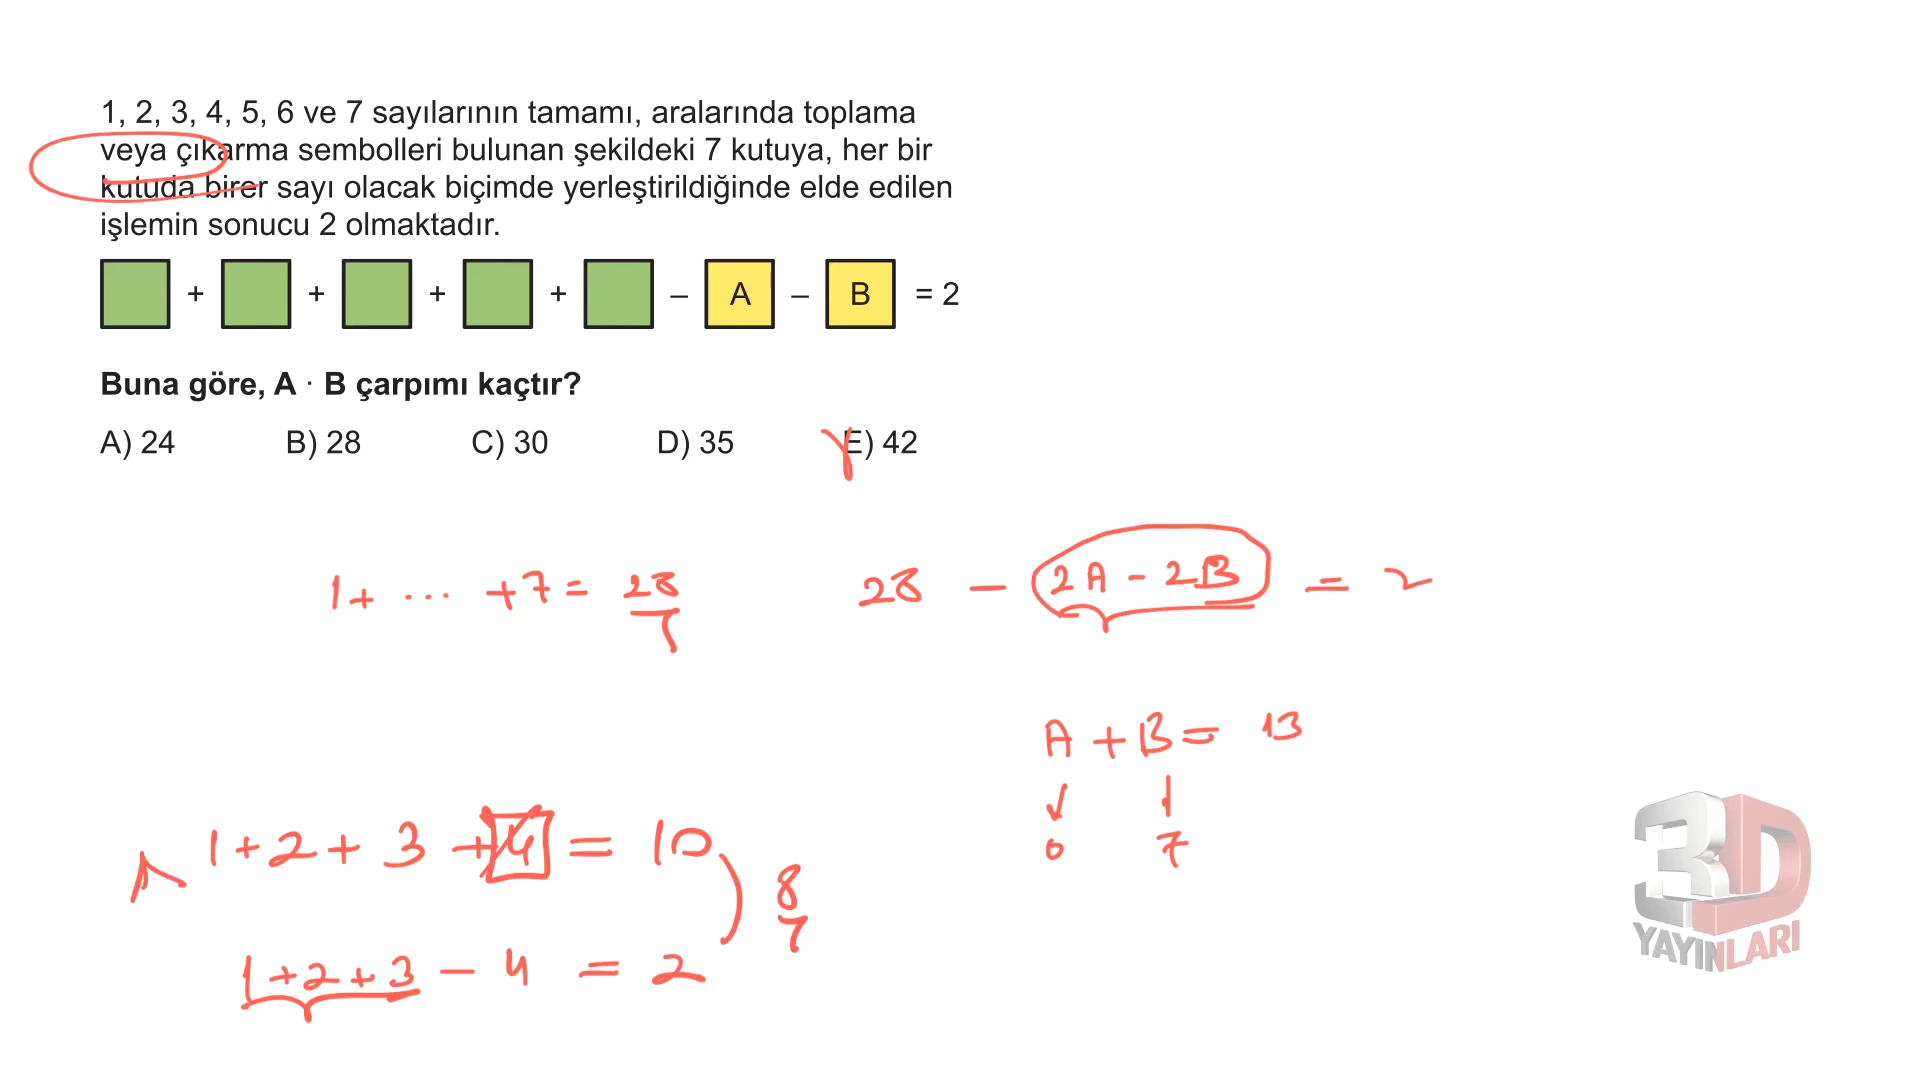 1, 2, 3, 4, 5, 6 ve 7 sayılarının tamamı, aralarında toplama
veya çıkarma sembolleri bulunan şekildeki 7 kutuya, her bir
kutuda birer sayı olacak biçimde yerleştirildiğinde elde edilen
işlemin sonucu 2 olmaktadır.
+ + + + – A – B = 2
Buna göre, A · B çarpımı kaçtır?
A) 24 B) 28 C) 30 D) 35 E) 42
1 + ... + 7 = 28
28 – 2A - 2B = 2
A + B = 13
6 7
1 + 2 + 3 + 4 = 10
8
1 + 2 + 3 – 4 = 2
3D
YAYINLARI